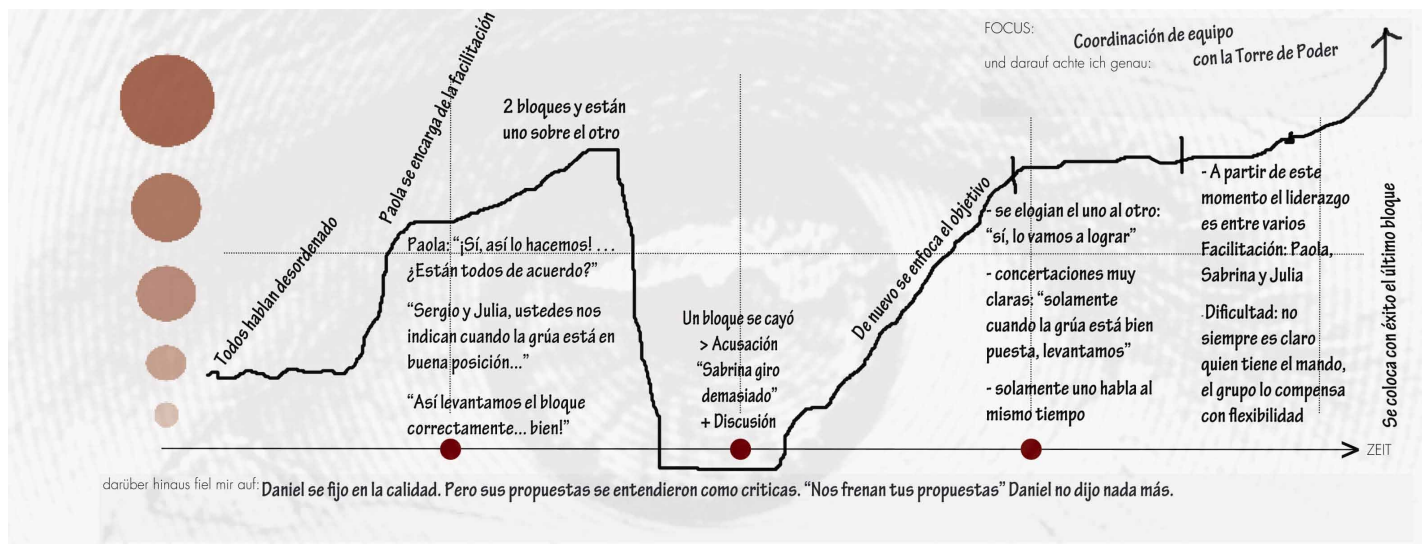 FOCUS:
und darauf achte ich genau:
Coordinación de equipo
con la Torre de Poder
Todos hablan desordenado
Paola se encarga de la facilitación
2 bloques y están
uno sobre el otro
Paola: “¡Sí, así lo hacemos! ...
¿Están todos de acuerdo?”
“Sergio y Julia, ustedes nos
indican cuando la grúa está en
buena posición...”
“Así levantamos el bloque
correctamente... bien!”
Un bloque se cayó
> Acusación
“Sabrina giro
demasiado”
+ Discusión
De nuevo se enfoca el objetivo
- se elogian el uno al otro:
“sí, lo vamos a lograr”
- concertaciones muy
claras: “solamente
cuando la grúa está bien
puesta, levantamos”
- solamente uno habla al
mismo tiempo
- A partir de este
momento el liderazgo
es entre varios
Facilitación: Paola,
Sabrina y Julia
- Dificultad: no
siempre es claro
quien tiene el mando,
el grupo lo compensa
con flexibilidad
Se coloca con éxito el último bloque
ZEIT
darüber hinaus fiel mir auf: Daniel se fijo en la calidad. Pero sus propuestas se entendieron como criticas. “Nos frenan tus propuestas” Daniel no dijo nada más.